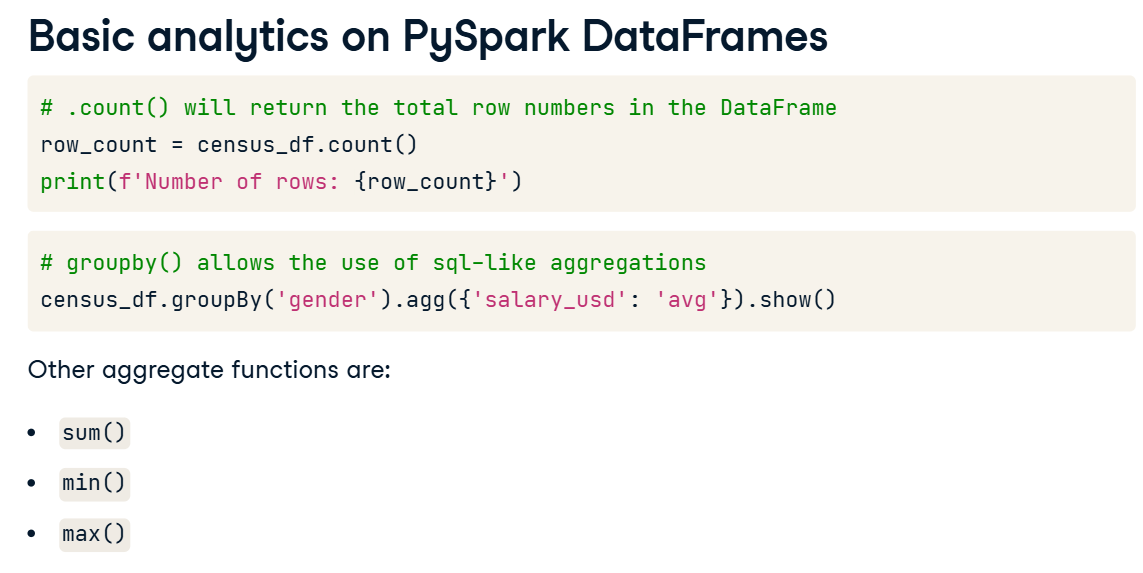 Basic analytics on PySpark DataFrames
# .count() will return the total row numbers in the DataFrame
row_count = census_df.count()
print(f'Number of rows: {row_count}')
# groupby() allows the use of sql-like aggregations
census_df.groupBy('gender').agg({'salary_usd': 'avg'}).show()
Other aggregate functions are:
• sum()
• min()
• max()